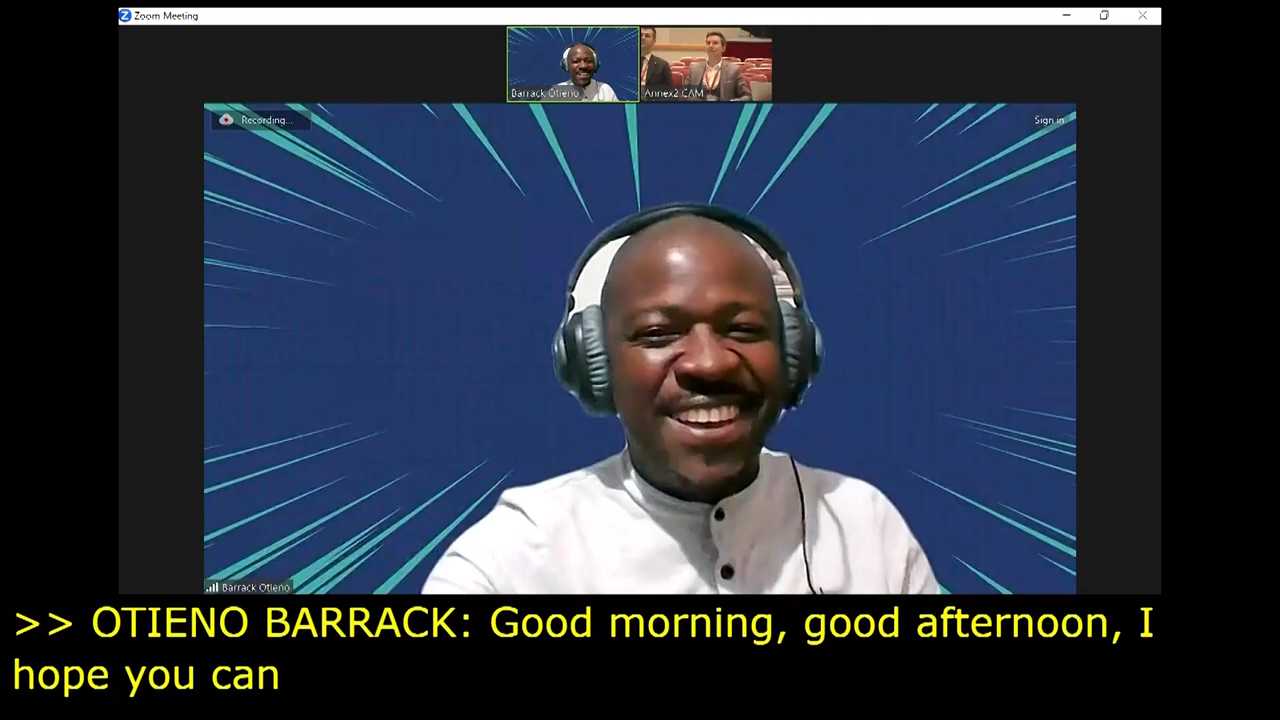 Zoom Meeting
Barrack Otieno
Annex2 CAM
Recording...
Sign in
Barrack Otieno
>> OTIENO BARRACK: Good morning, good afternoon, I
hope you can